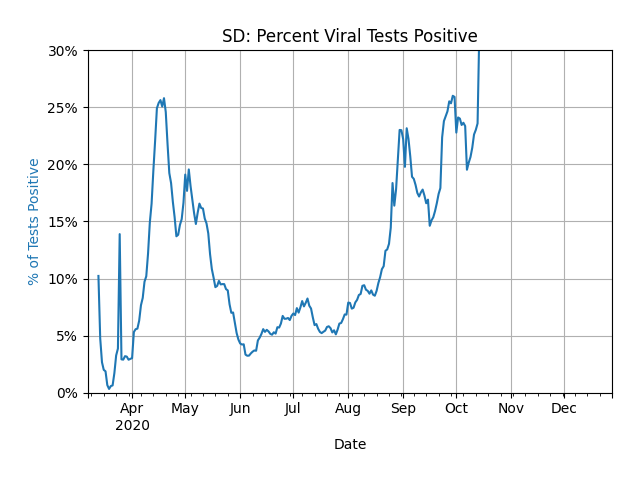 SD: Percent Viral Tests Positive
30%
25%
20%
15%
10%
5%
0%
% of Tests Positive
Apr May Jun Jul Aug Sep Oct Nov Dec
2020
Date